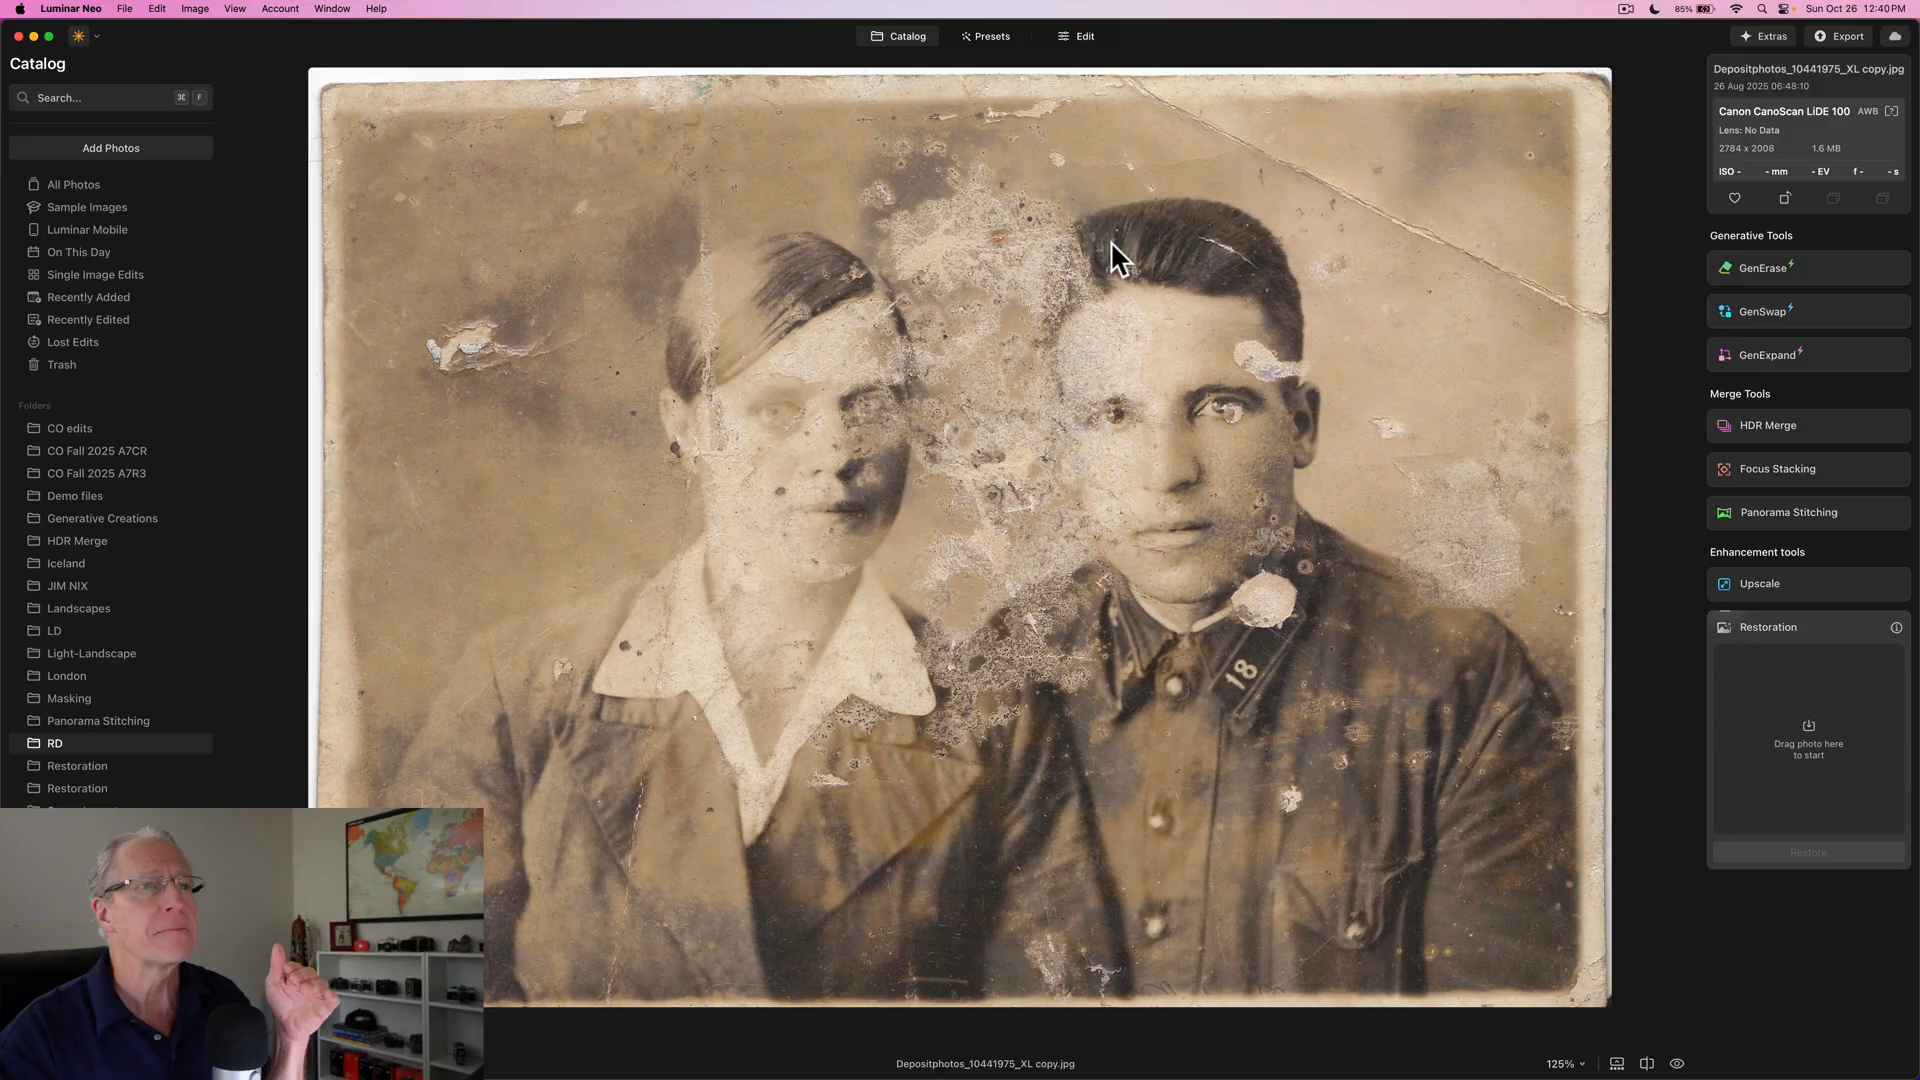 Luminar Neo File Edit Image View Account Window Help
85% Sun Oct 26 12:40 PM
Catalog Presets Edit
Extras Export
Catalog
Search... ⌘ F
Add Photos
All Photos
Sample Images
Luminar Mobile
On This Day
Single Image Edits
Recently Added
Recently Edited
Lost Edits
Trash
Folders
CO edits
CO Fall 2025 A7CR
CO Fall 2025 A7R3
Demo files
Generative Creations
HDR Merge
Iceland
JIM NIX
Landscapes
LD
Light-Landscape
London
Masking
Panorama Stitching
RD
Restoration
Restoration
18
Depositphotos_10441975_XL copy.jpg
26 Aug 2025 06:48:10
Canon CanoScan LiDE 100 AWB [?]
Lens: No Data
2784 x 2008 1.6 MB
ISO - - mm - EV f - - s
Generative Tools
GenErase
GenSwap
GenExpand
Merge Tools
HDR Merge
Focus Stacking
Panorama Stitching
Enhancement tools
Upscale
Restoration
Drag photo here
to start
Restore
Depositphotos_10441975_XL copy.jpg
125%